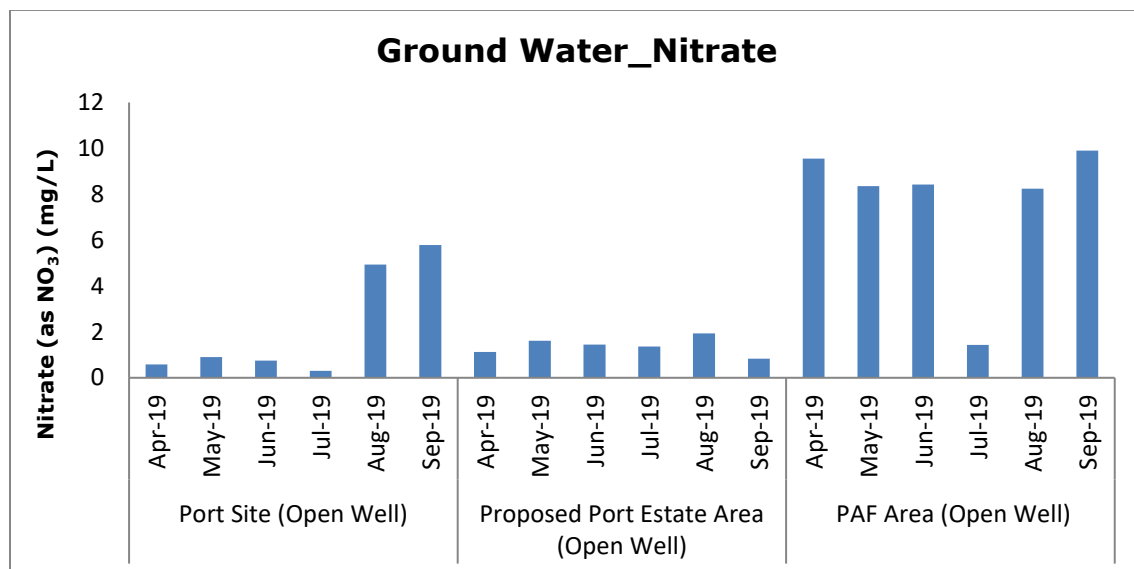 Ground Water_Nitrate
Nitrate (as NO₃) (mg/L)
12
10
8
6
4
2
0
Apr-19
May-19
Jun-19
Jul-19
Aug-19
Sep-19
Apr-19
May-19
Jun-19
Jul-19
Aug-19
Sep-19
Apr-19
May-19
Jun-19
Jul-19
Aug-19
Sep-19
Port Site (Open Well)
Proposed Port Estate Area
(Open Well)
PAF Area (Open Well)